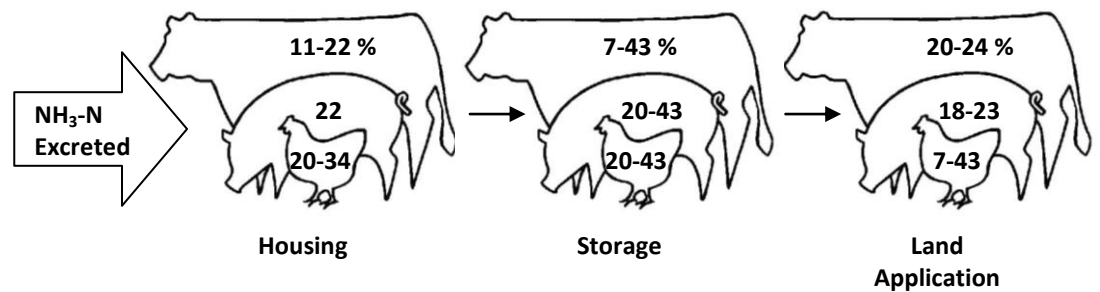 NH₃-N
Excreted
11-22 %
22
20-34
Housing
7-43 %
20-43
20-43
Storage
20-24 %
18-23
7-43
Land
Application